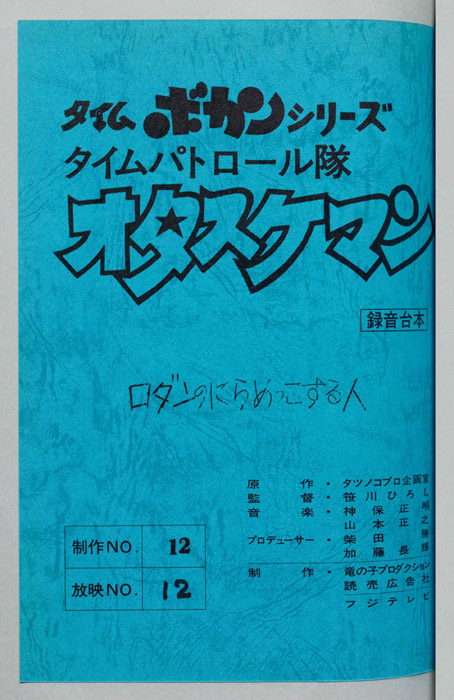 タイムボカンシリーズ
タイムパトロール隊
オタスケマン
録音台本
ロダンのにらめっこする人
原作・タツノコプロ企画室
監督・笹川ひろし
音楽・神保正明
山本正之
プロデューサー・柴田勝
加藤長輝
制作・竜の子プロダクション
読売広告社
フジテレビ
制作NO. 12
放映NO. 12